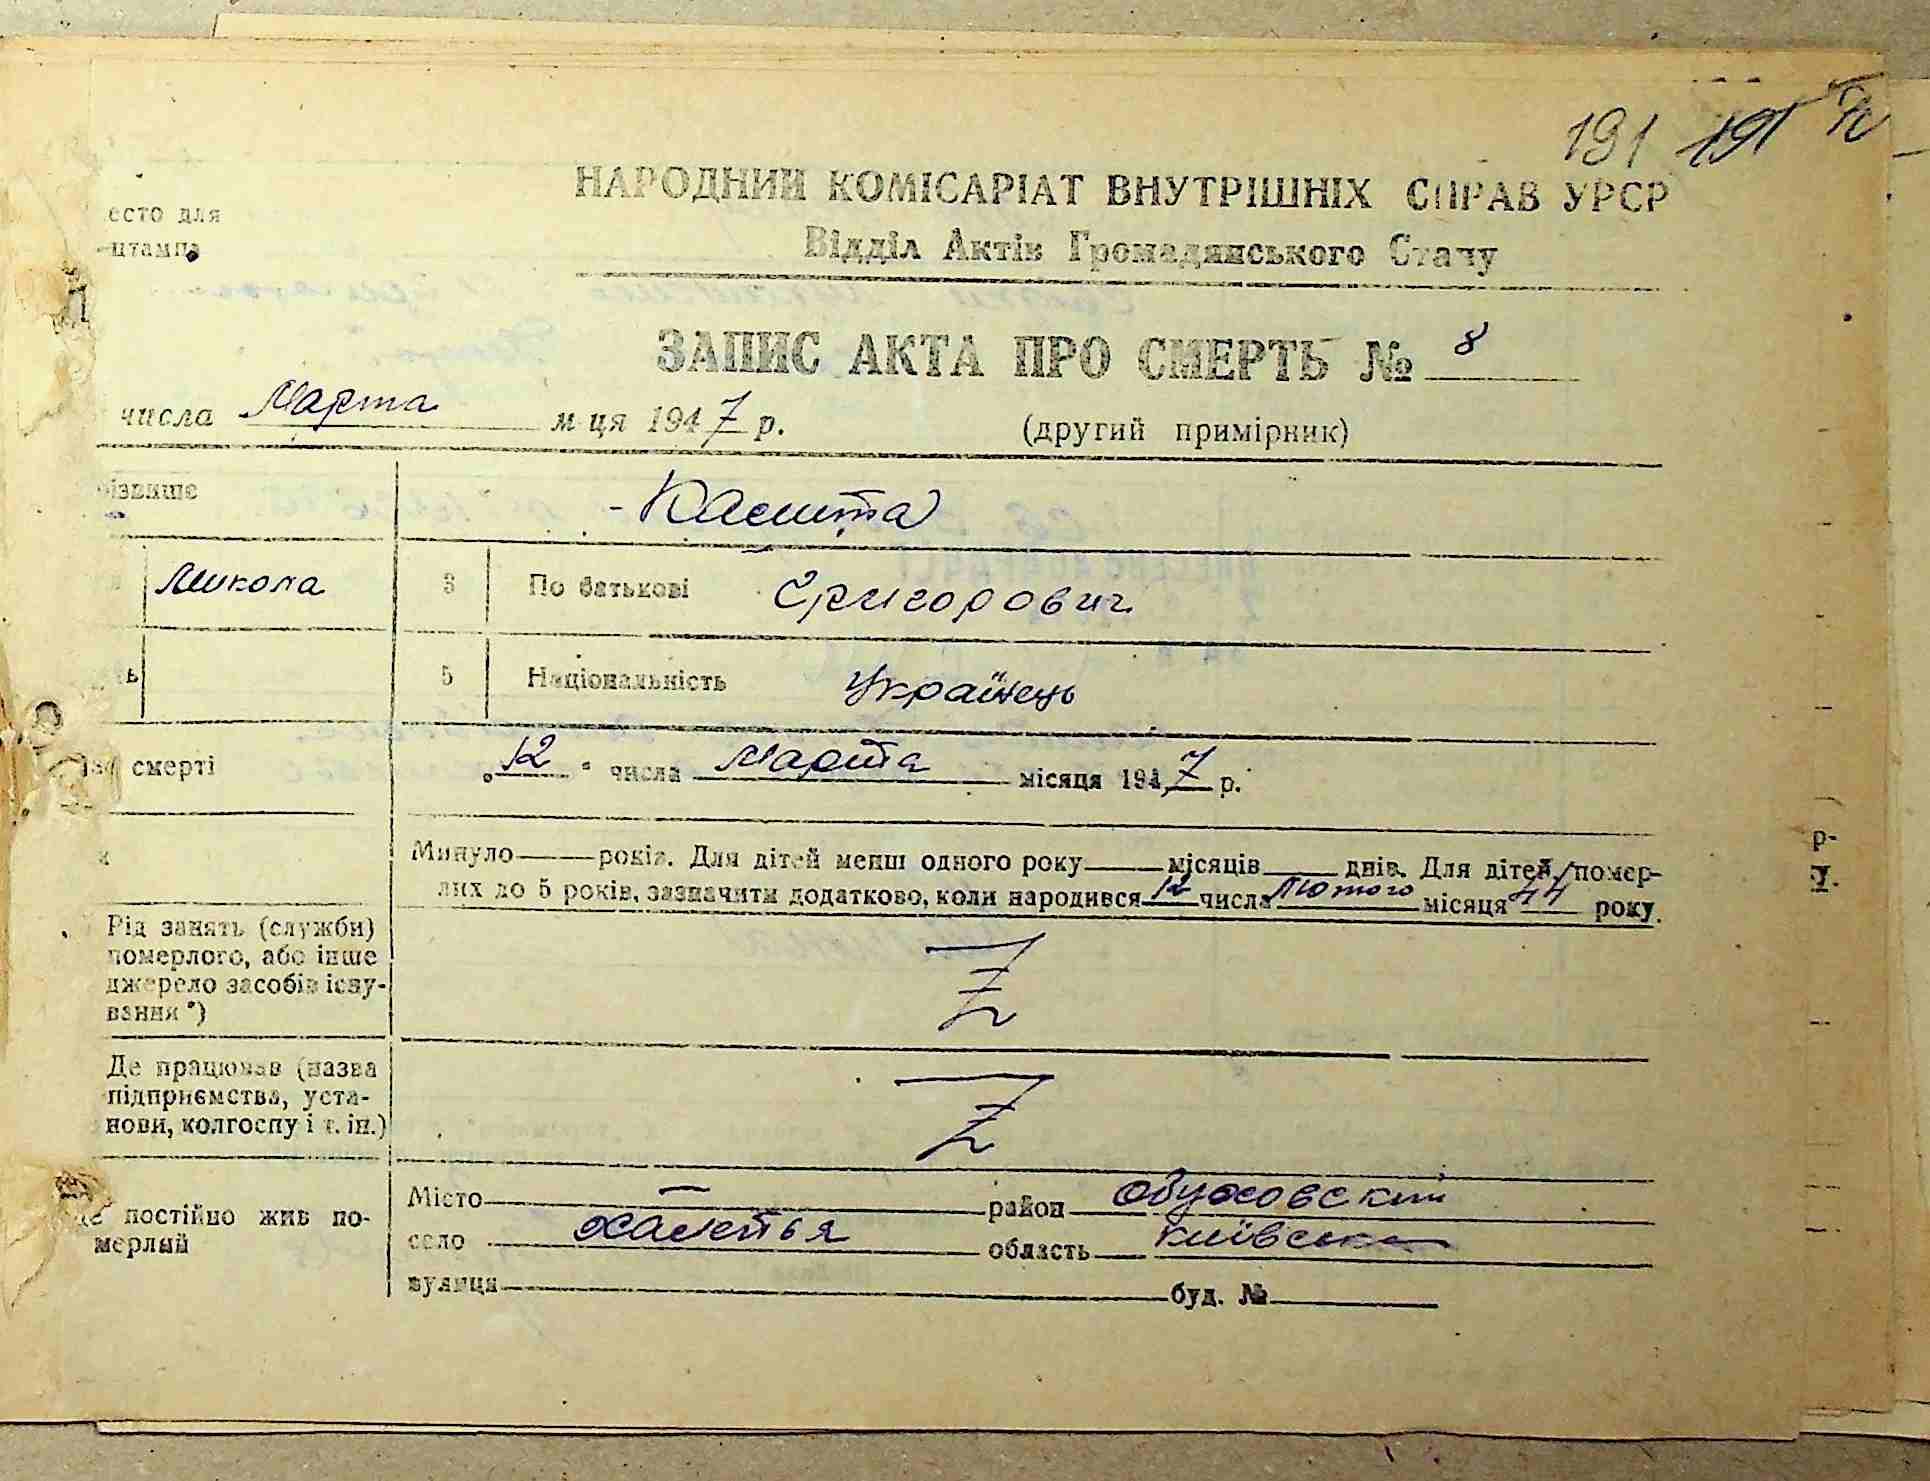 191 191
НАРОДНИЙ КОМІСАРІАТ ВНУТРІШНІХ СПРАВ УРСР
есто для
штампа
Відділ Актів Громадянського Стану
ЗАПИС АКТА ПРО СМЕРТЬ № 8
числа Марта м-ця 1947 р.
(другий примірник)
різвище
Микола
3
По батькові Григорович
ь
5
Національність Українець
смерті
„12" числа Марта місяця 1947 р.
Минуло років. Для дітей менш одного року місяців днів. Для дітей, помер-
лих до 5 років, зазначити додатково, коли народився 12 числа Лютого місяця 44 року.
Рід занять (служби)
померлого, або інше
джерело засобів існу-
вання *)
Z
Де працював (назва
підприємства, уста-
нови, колгоспу і т. ін.)
Z
Де постійно жив по-
мерлий
Місто — район Обуховский
село Халепья область Київська
вулиця буд. №